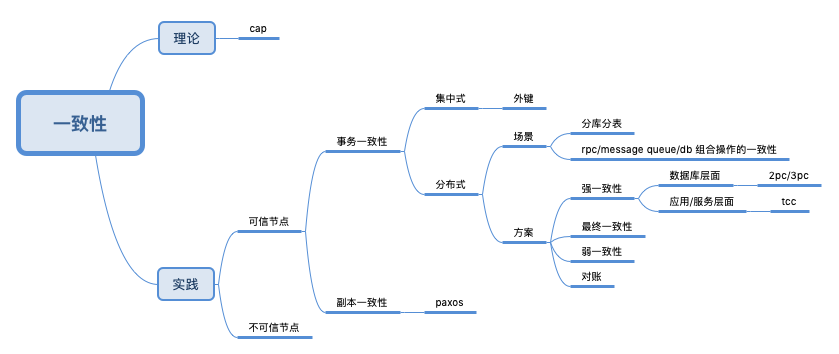 一致性
理论
cap
实践
可信节点
事务一致性
集中式
外键
分布式
场景
分库分表
rpc/message queue/db 组合操作的一致性
方案
强一致性
数据库层面
2pc/3pc
应用/服务层面
tcc
最终一致性
弱一致性
对账
副本一致性
paxos
不可信节点